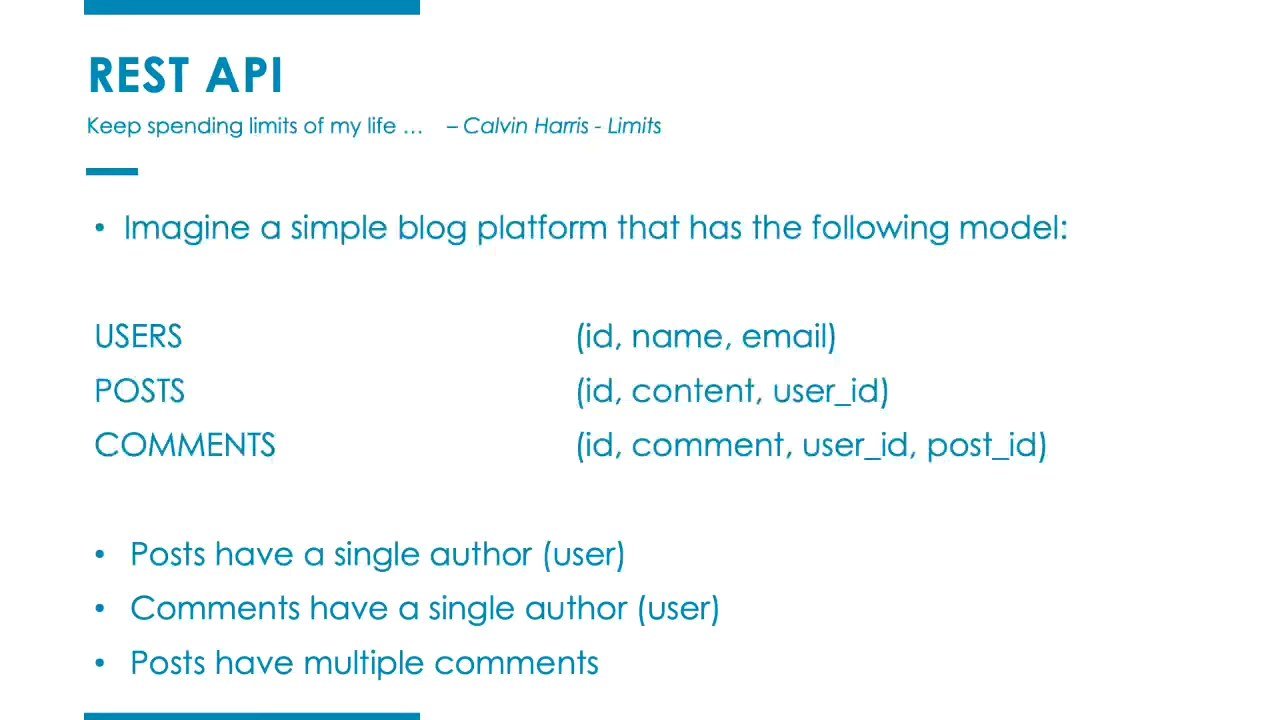 REST API
Keep spending limits of my life … – Calvin Harris - Limits
• Imagine a simple blog platform that has the following model:
USERS (id, name, email)
POSTS (id, content, user_id)
COMMENTS (id, comment, user_id, post_id)
• Posts have a single author (user)
• Comments have a single author (user)
• Posts have multiple comments